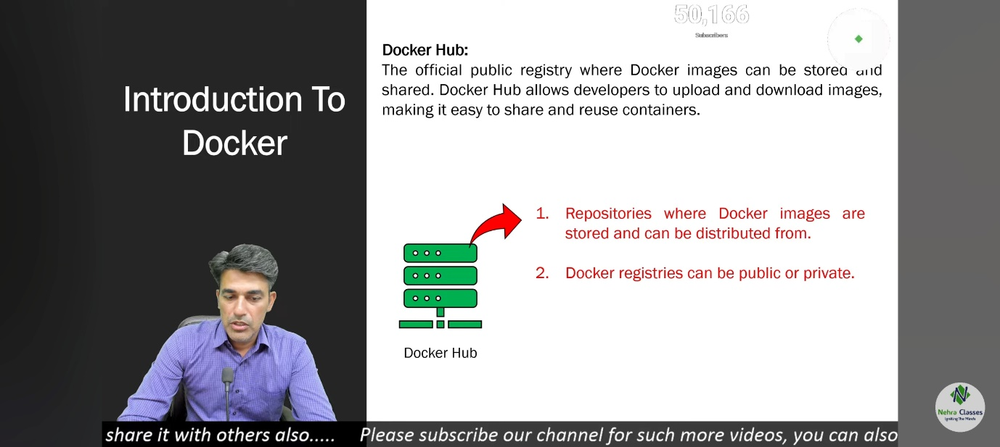 50,166
Subscribers
Introduction To
Docker
Docker Hub:
The official public registry where Docker images can be stored and
shared. Docker Hub allows developers to upload and download images,
making it easy to share and reuse containers.
1. Repositories where Docker images are
stored and can be distributed from.
2. Docker registries can be public or private.
Docker Hub
Nehra Classes
Igniting The Minds
share it with others also..... Please subscribe our channel for such more videos, you can also